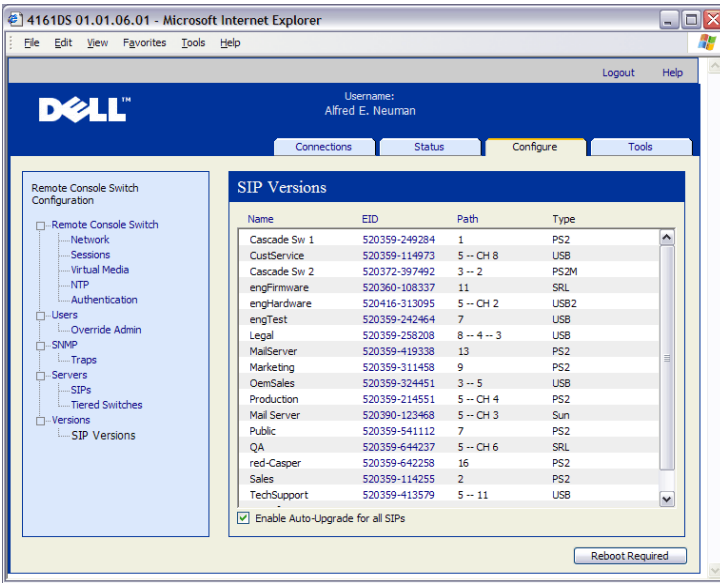 4161DS 01.01.06.01 - Microsoft Internet Explorer
File Edit View Favorites Tools Help
Logout Help
DELL™
Username:
Alfred E. Neuman
Connections Status Configure Tools
Remote Console Switch
Configuration
Remote Console Switch
Network
Sessions
Virtual Media
NTP
Authentication
Users
Override Admin
SNMP
Traps
Servers
SIPs
Tiered Switches
Versions
SIP Versions
SIP Versions
Name EID Path Type
Cascade Sw 1 520359-249284 1 PS2
CustService 520359-114973 5 -- CH 8 USB
Cascade Sw 2 520372-397492 3 -- 2 PS2M
engFirmware 520360-108337 11 SRL
engHardware 520416-313095 5 -- CH 2 USB2
engTest 520359-242464 7 USB
Legal 520359-258208 8 -- 4 -- 3 USB
MailServer 520359-419338 13 PS2
Marketing 520359-311458 9 PS2
OemSales 520359-324451 3 -- 5 USB
Production 520359-214551 5 -- CH 4 PS2
Mail Server 520390-123468 5 -- CH 3 Sun
Public 520359-541112 7 PS2
QA 520359-644237 5 -- CH 6 SRL
red-Casper 520359-642258 16 PS2
Sales 520359-114255 2 PS2
TechSupport 520359-413579 5 -- 11 USB
Enable Auto-Upgrade for all SIPs
Reboot Required